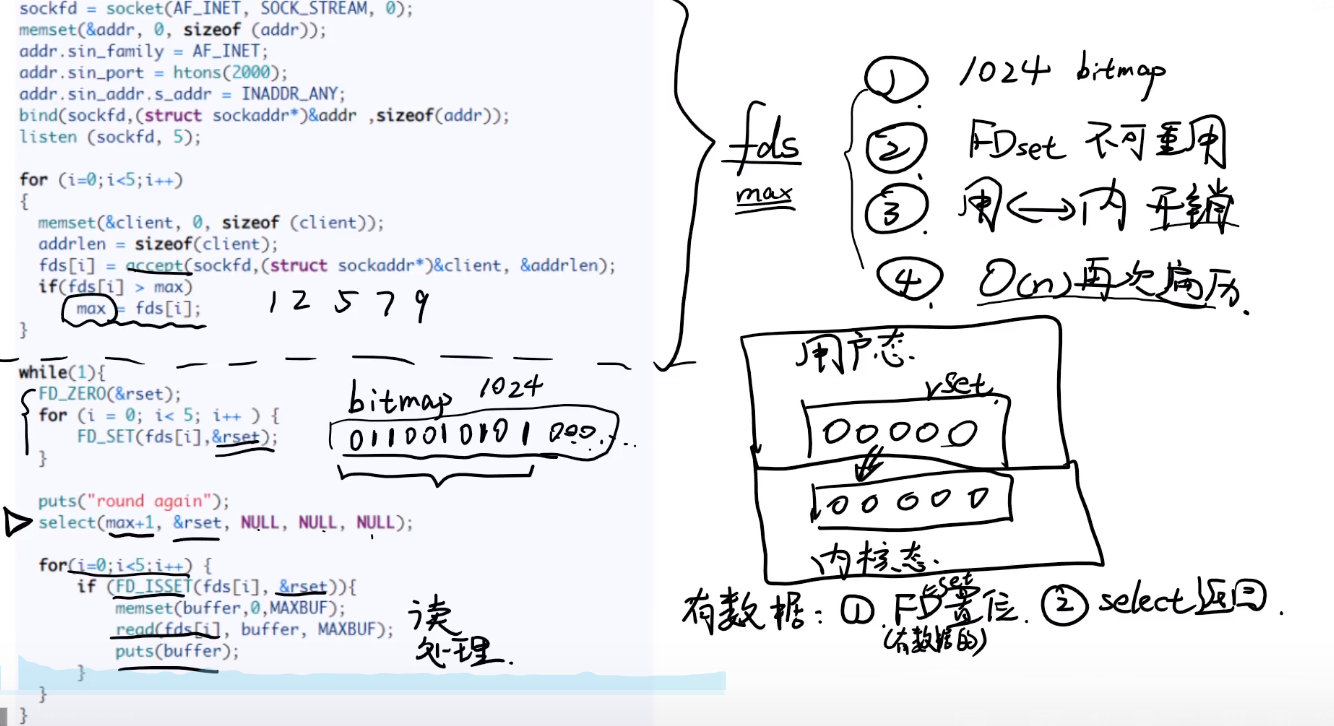 sockfd = socket(AF_INET, SOCK_STREAM, 0);
memset(&addr, 0, sizeof (addr));
addr.sin_family = AF_INET;
addr.sin_port = htons(2000);
addr.sin_addr.s_addr = INADDR_ANY;
bind(sockfd,(struct sockaddr*)&addr ,sizeof(addr));
listen (sockfd, 5);
for (i=0;i<5;i++)
{
memset(&client, 0, sizeof (client));
addrlen = sizeof(client);
fds[i] = accept(sockfd,(struct sockaddr*)&client, &addrlen);
if(fds[i] > max)
max = fds[i];
1 2 5 7 9
}
while(1){
FD_ZERO(&rset);
for (i = 0; i< 5; i++ ) {
FD_SET(fds[i],&rset);
}
bitmap 1024
0110010101 000....
puts("round again");
select(max+1, &rset, NULL, NULL, NULL);
for(i=0;i<5;i++) {
if (FD_ISSET(fds[i], &rset)){
memset(buffer,0,MAXBUF);
read(fds[i], buffer, MAXBUF);
puts(buffer);
}
}
}
读
处理.
fds
max
① 1024 bitmap
② FDset 不可重用
③ 用<->内 开销
④. O(n)再次遍历.
用户态.
rset.
00000
00000
内核态.
有数据: ①. FD置位. ② select返回.
set
(有数据的)